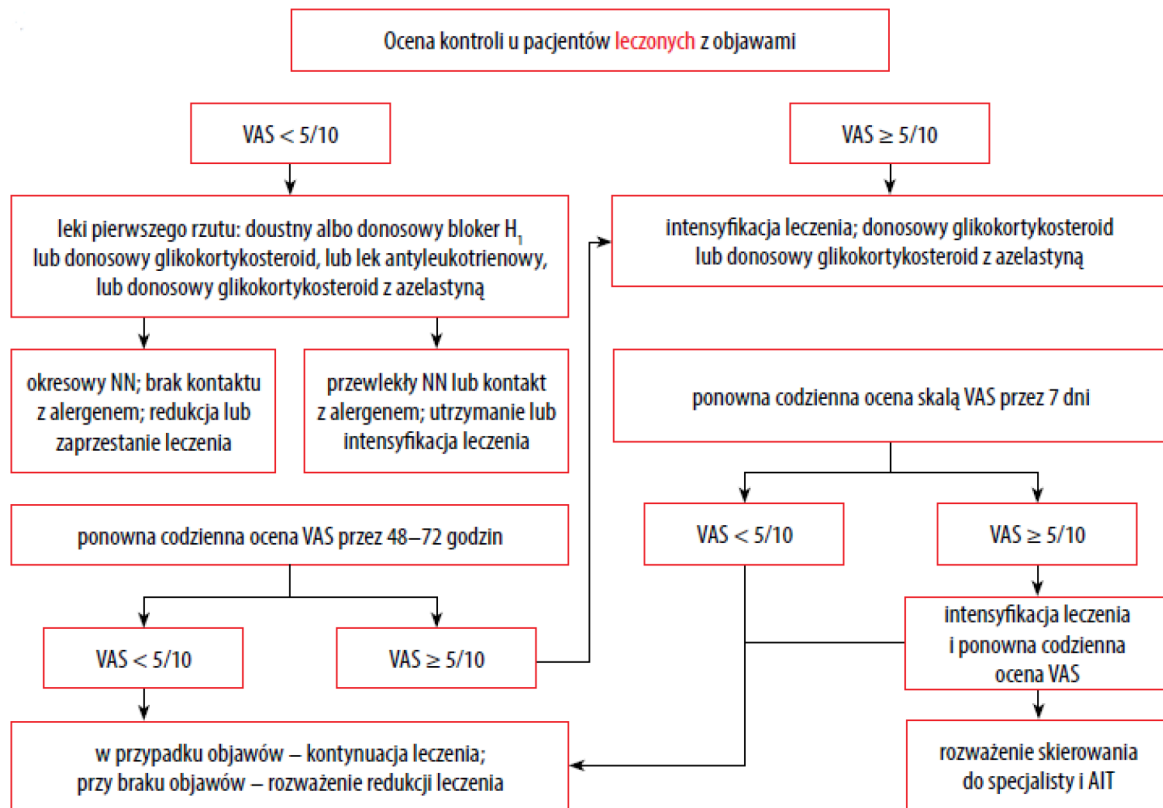 Ocena kontroli u pacjentów leczonych z objawami
VAS < 5/10
VAS ≥ 5/10
leki pierwszego rzutu: doustny albo donosowy bloker H₁
lub donosowy glikokortykosteroid, lub lek antyleukotrienowy,
lub donosowy glikokortykosteroid z azelastyną
intensyfikacja leczenia; donosowy glikokortykosteroid
lub donosowy glikokortykosteroid z azelastyną
okresowy NN; brak kontaktu
z alergenem; redukcja lub
zaprzestanie leczenia
przewlekły NN lub kontakt
z alergenem; utrzymanie lub
intensyfikacja leczenia
ponowna codzienna ocena skalą VAS przez 7 dni
ponowna codzienna ocena VAS przez 48–72 godzin
VAS < 5/10
VAS ≥ 5/10
VAS < 5/10
VAS ≥ 5/10
intensyfikacja leczenia
i ponowna codzienna
ocena VAS
w przypadku objawów – kontynuacja leczenia;
przy braku objawów – rozważenie redukcji leczenia
rozważenie skierowania
do specjalisty i AIT